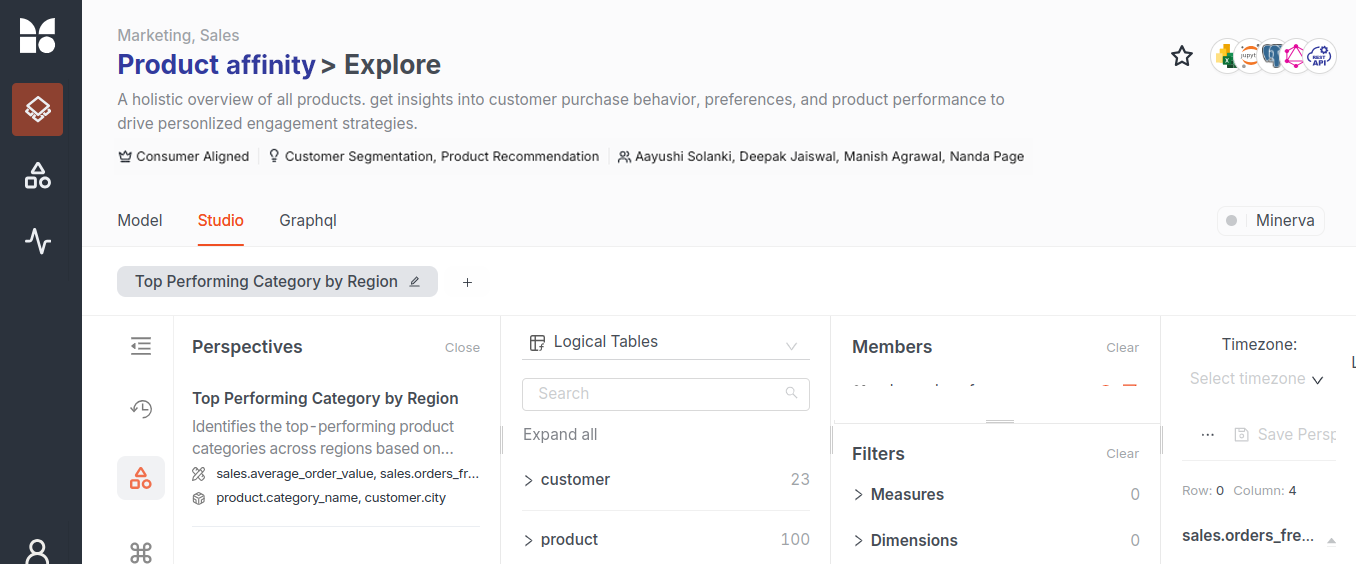 Marketing, Sales
Product affinity > Explore
A holistic overview of all products. get insights into customer purchase behavior, preferences, and product performance to
drive personlized engagement strategies.
Consumer Aligned
Customer Segmentation, Product Recommendation
Aayushi Solanki, Deepak Jaiswal, Manish Agrawal, Nanda Page
jupyt
REST
API
Model
Studio
Graphql
Minerva
Top Performing Category by Region
+
Perspectives
Close
Top Performing Category by Region
Identifies the top-performing product
categories across regions based on...
sales.average_order_value, sales.orders_fr...
product.category_name, customer.city
Logical Tables
Search
Expand all
customer 23
product 100
Members
Clear
Filters
Clear
Measures 0
Dimensions 0
Timezone:
Select timezone
... Save Persp
Row: 0 Column: 4
sales.orders_fre...